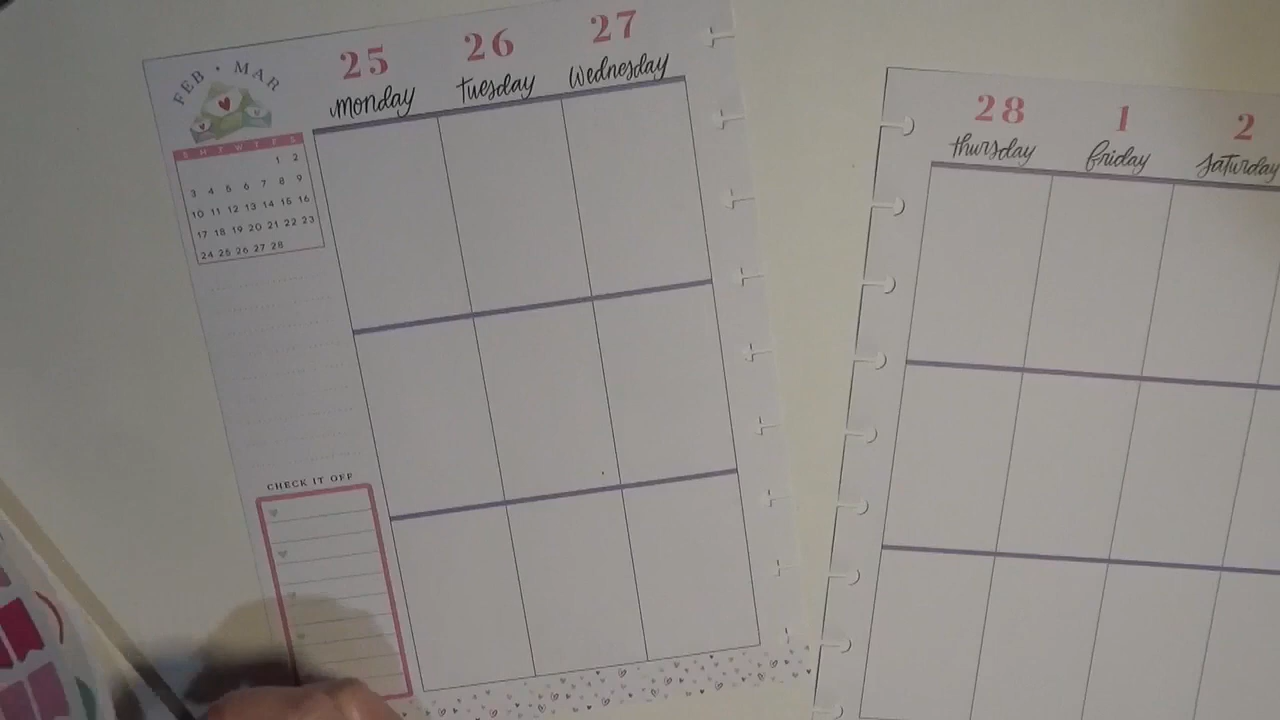 FEB • MAR
25 26 27
monday tuesday wednesday
S M T W T F S
1 2
3 4 5 6 7 8 9
10 11 12 13 14 15 16
17 18 19 20 21 22 23
24 25 26 27 28
CHECK IT OFF
28 1 2
thursday friday saturday